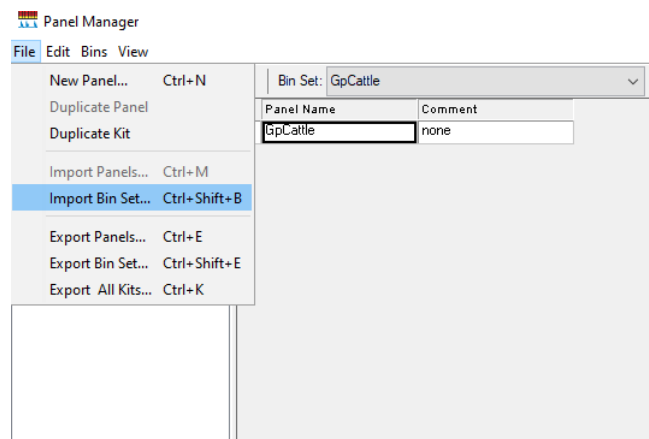 Panel Manager
File Edit Bins View
New Panel... Ctrl+N
Duplicate Panel
Duplicate Kit
Import Panels... Ctrl+M
Import Bin Set... Ctrl+Shift+B
Export Panels... Ctrl+E
Export Bin Set... Ctrl+Shift+E
Export All Kits... Ctrl+K
Bin Set: GpCattle
Panel Name Comment
GpCattle none